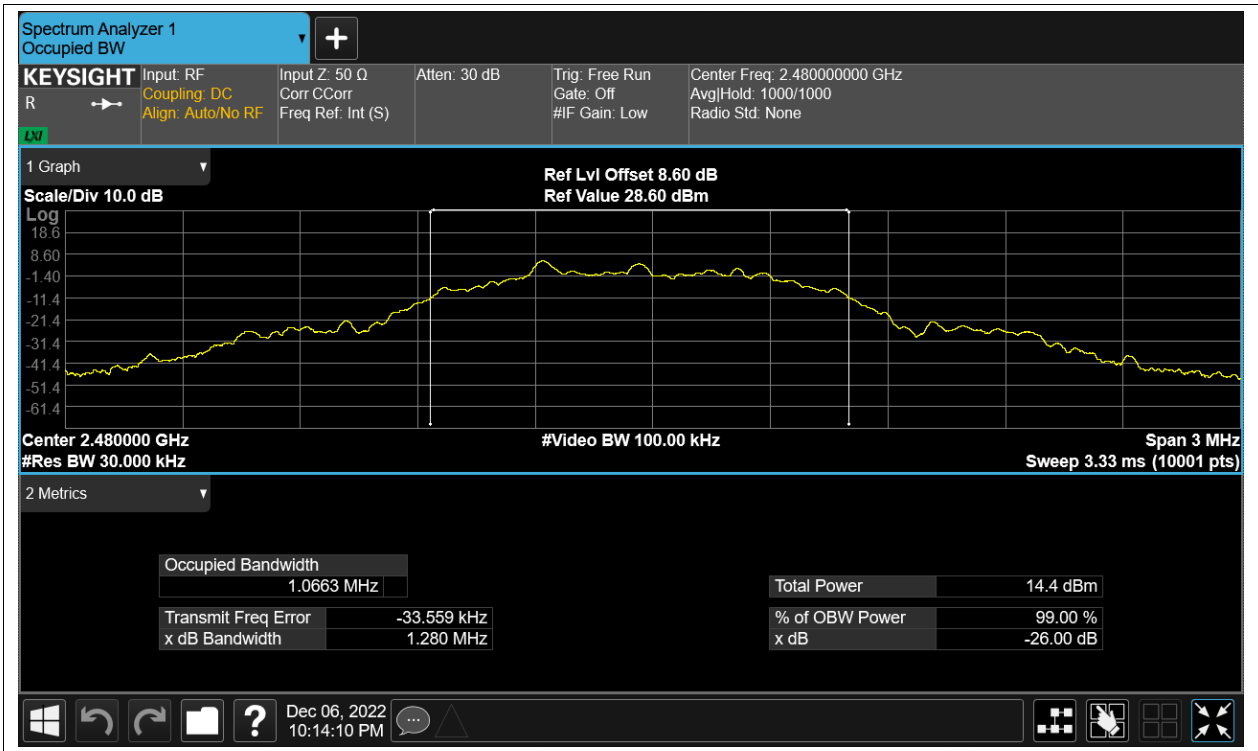 Spectrum Analyzer 1
Occupied BW
KEYSIGHT
R
LXI
Input: RF
Coupling: DC
Align: Auto/No RF
Input Z: 50 Ω
Corr CCorr
Freq Ref: Int (S)
Atten: 30 dB
Trig: Free Run
Gate: Off
#IF Gain: Low
Center Freq: 2.480000000 GHz
Avg|Hold: 1000/1000
Radio Std: None
1 Graph
Scale/Div 10.0 dB
Ref Lvl Offset 8.60 dB
Ref Value 28.60 dBm
Log
18.6
8.60
-1.40
-11.4
-21.4
-31.4
-41.4
-51.4
-61.4
Center 2.480000 GHz
#Video BW 100.00 kHz
Span 3 MHz
#Res BW 30.000 kHz
Sweep 3.33 ms (10001 pts)
2 Metrics
Occupied Bandwidth
1.0663 MHz
Transmit Freq Error -33.559 kHz
x dB Bandwidth 1.280 MHz
Total Power 14.4 dBm
% of OBW Power 99.00 %
x dB -26.00 dB
Dec 06, 2022
10:14:10 PM